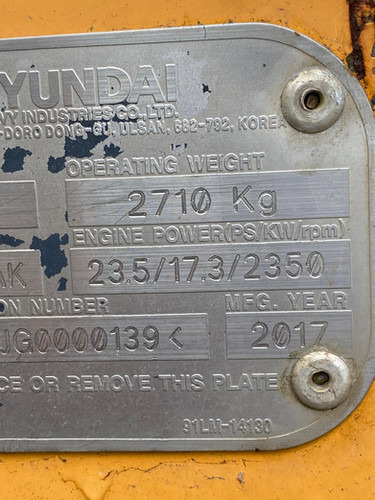 YUNDAI
VY INDUSTRIES CO.,LTD.
-DORO DONG-GU, ULSAN, 682-792, KOREA
OPERATING WEIGHT
2710 Kg
ENGINE POWER(PS/KW/rpm)
AK 23.5/17.3/2350
ON NUMBER MFG. YEAR
JG0000139< 2017
CE OR REMOVE THIS PLATE
91LM-14130